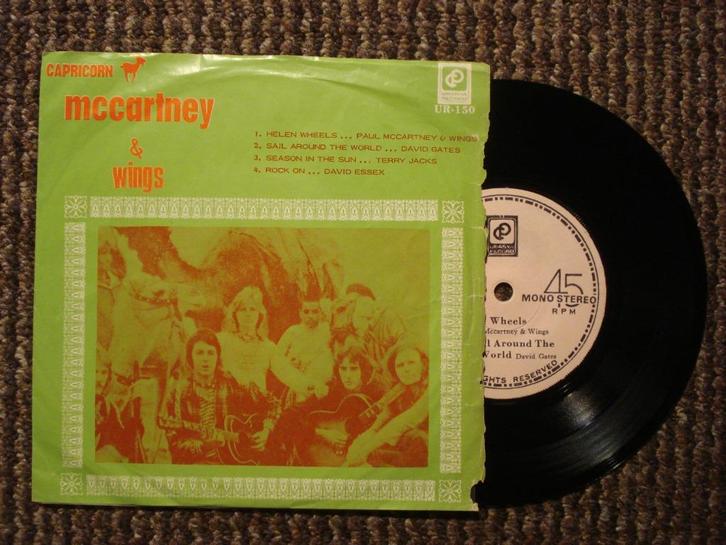 CAPRICORN
mccartney
&
wings
UR-150
1. HELEN WHEELS ... PAUL MCCARTNEY & WINGS
2. SAIL AROUND THE WORLD ... DAVID GATES
3. SEASON IN THE SUN ... TERRY JACKS
4. ROCK ON ... DAVID ESSEX
45
MONO STEREO
RPM
Wheels
Mccartney & Wings
l Around The
World David Gates
GHTS RESERVED